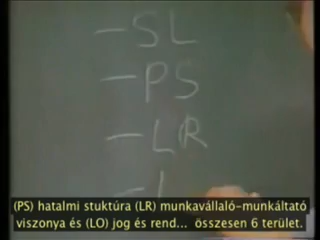 -SL
-PS
-LR
(PS) hatalmi stuktúra (LR) munkavállaló-munkáltató
viszonya és (LO) jog és rend... összesen 6 terület.